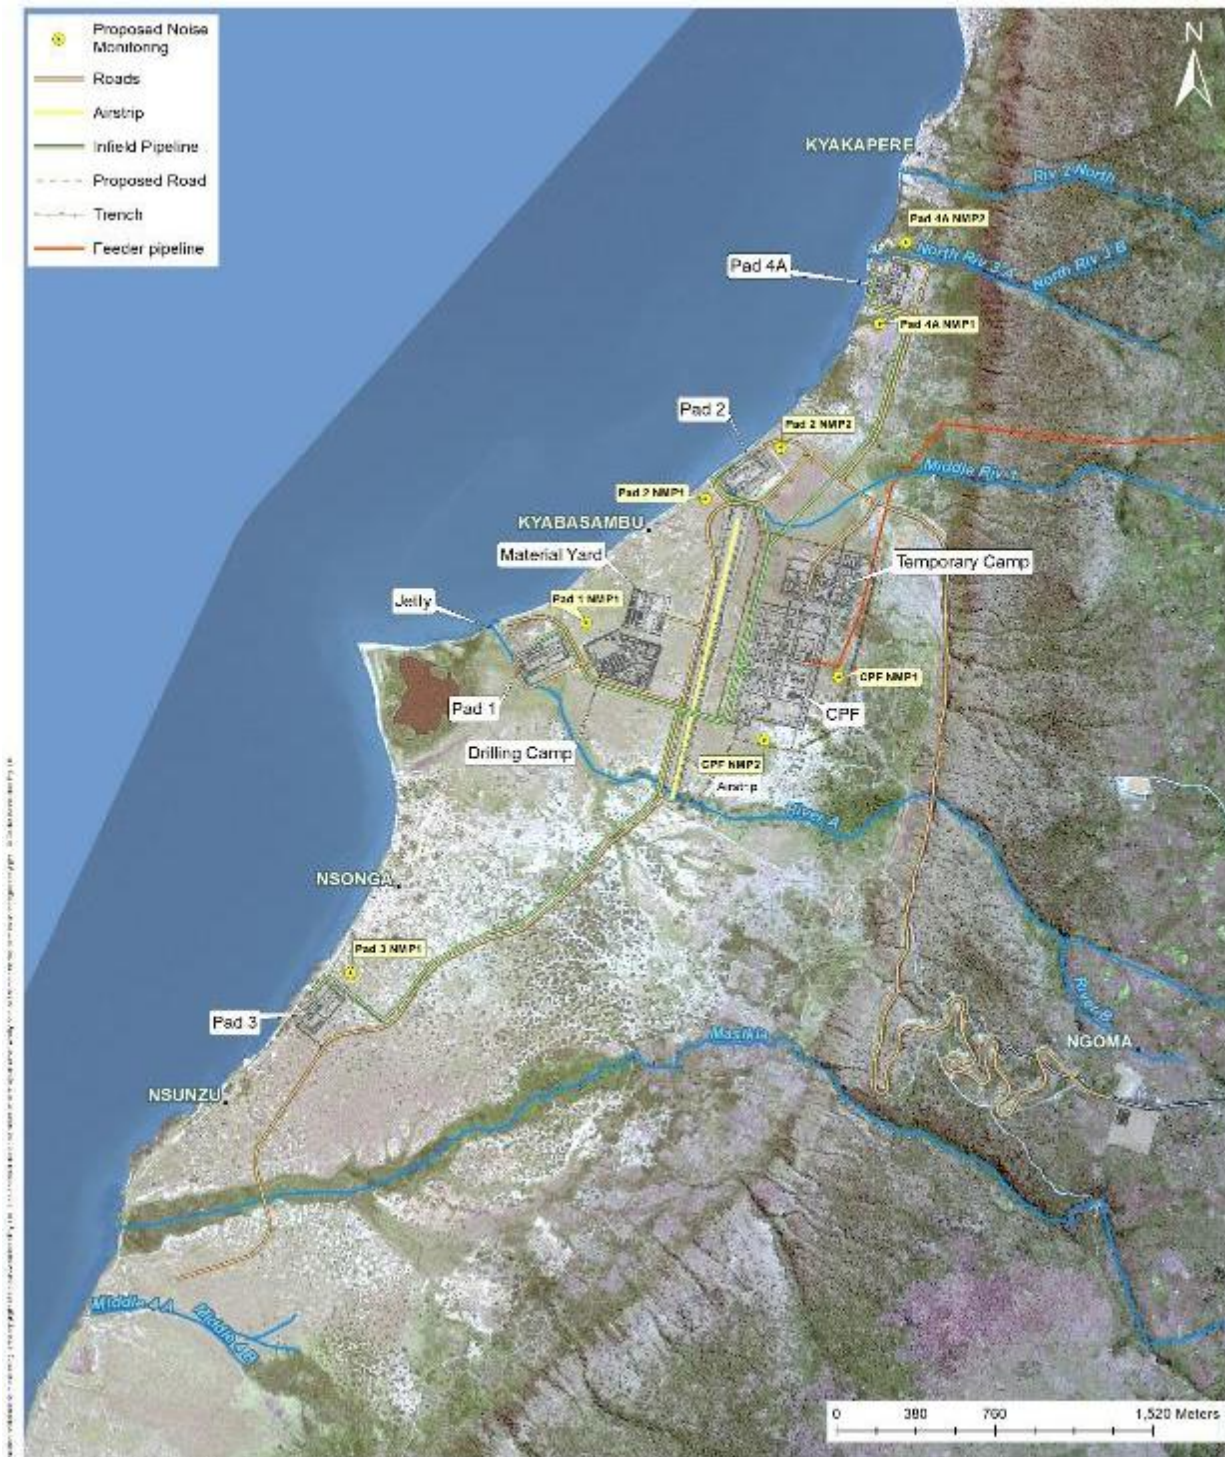 Proposed Noise
Monitoring
Roads
Airstrip
Infield Pipeline
Proposed Road
Trench
Feeder pipeline
N
KYAKAPERE
Riv 2 North
Pad 4A NMP2
North Riv 3 A
North Riv 3 B
Pad 4A
Pad 4A NMP1
Pad 2
Pad 2 NMP2
Middle Riv 1
Pad 2 NMP1
KYABASAMBU
Material Yard
Temporary Camp
Jetty
Pad 1 NMP1
CPF NMP1
Pad 1
CPF
Drilling Camp
CPF NMP2
Airstrip
River A
NSONGA
Pad 3 NMP1
River B
Pad 3
Masikia
NGOMA
NSUNZU
Middle 4 A
Middle 4B
0 380 760 1,520 Meters